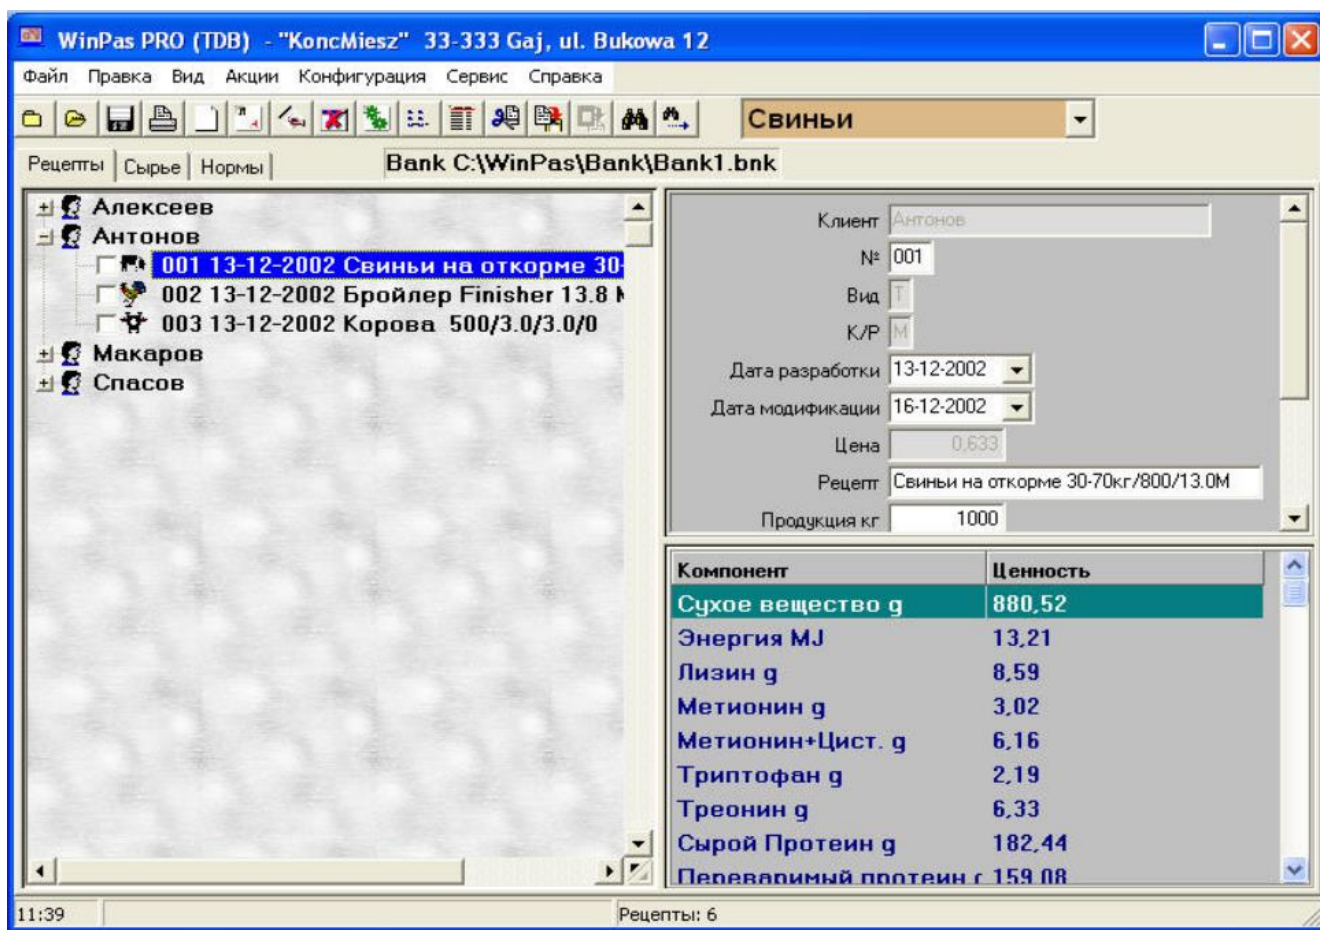 WinPas PRO (TDB) - "KoncMiesz" 33-333 Gaj, ul. Bukowa 12
Файл Правка Вид Акции Конфигурация Сервис Справка
Свиньи
Рецепты Сырье Нормы Bank C:\WinPas\Bank\Bank1.bnk
Алексеев
Антонов
001 13-12-2002 Свиньи на откорме 30-
002 13-12-2002 Бройлер Finisher 13.8
003 13-12-2002 Корова 500/3.0/3.0/0
Макаров
Спасов
Клиент Антонов
№ 001
Вид T
К/Р М
Дата разработки 13-12-2002
Дата модификации 16-12-2002
Цена 0,633
Рецепт Свиньи на откорме 30-70кг/800/13.0М
Продукция кг 1000
Компонент Ценность
Сухое вещество g 880,52
Энергия MJ 13,21
Лизин g 8,59
Метионин g 3,02
Метионин+Цист. g 6,16
Триптофан g 2,19
Треонин g 6,33
Сырой Протеин g 182,44
Переваримый протеин 159,08
11:39 Рецепты: 6